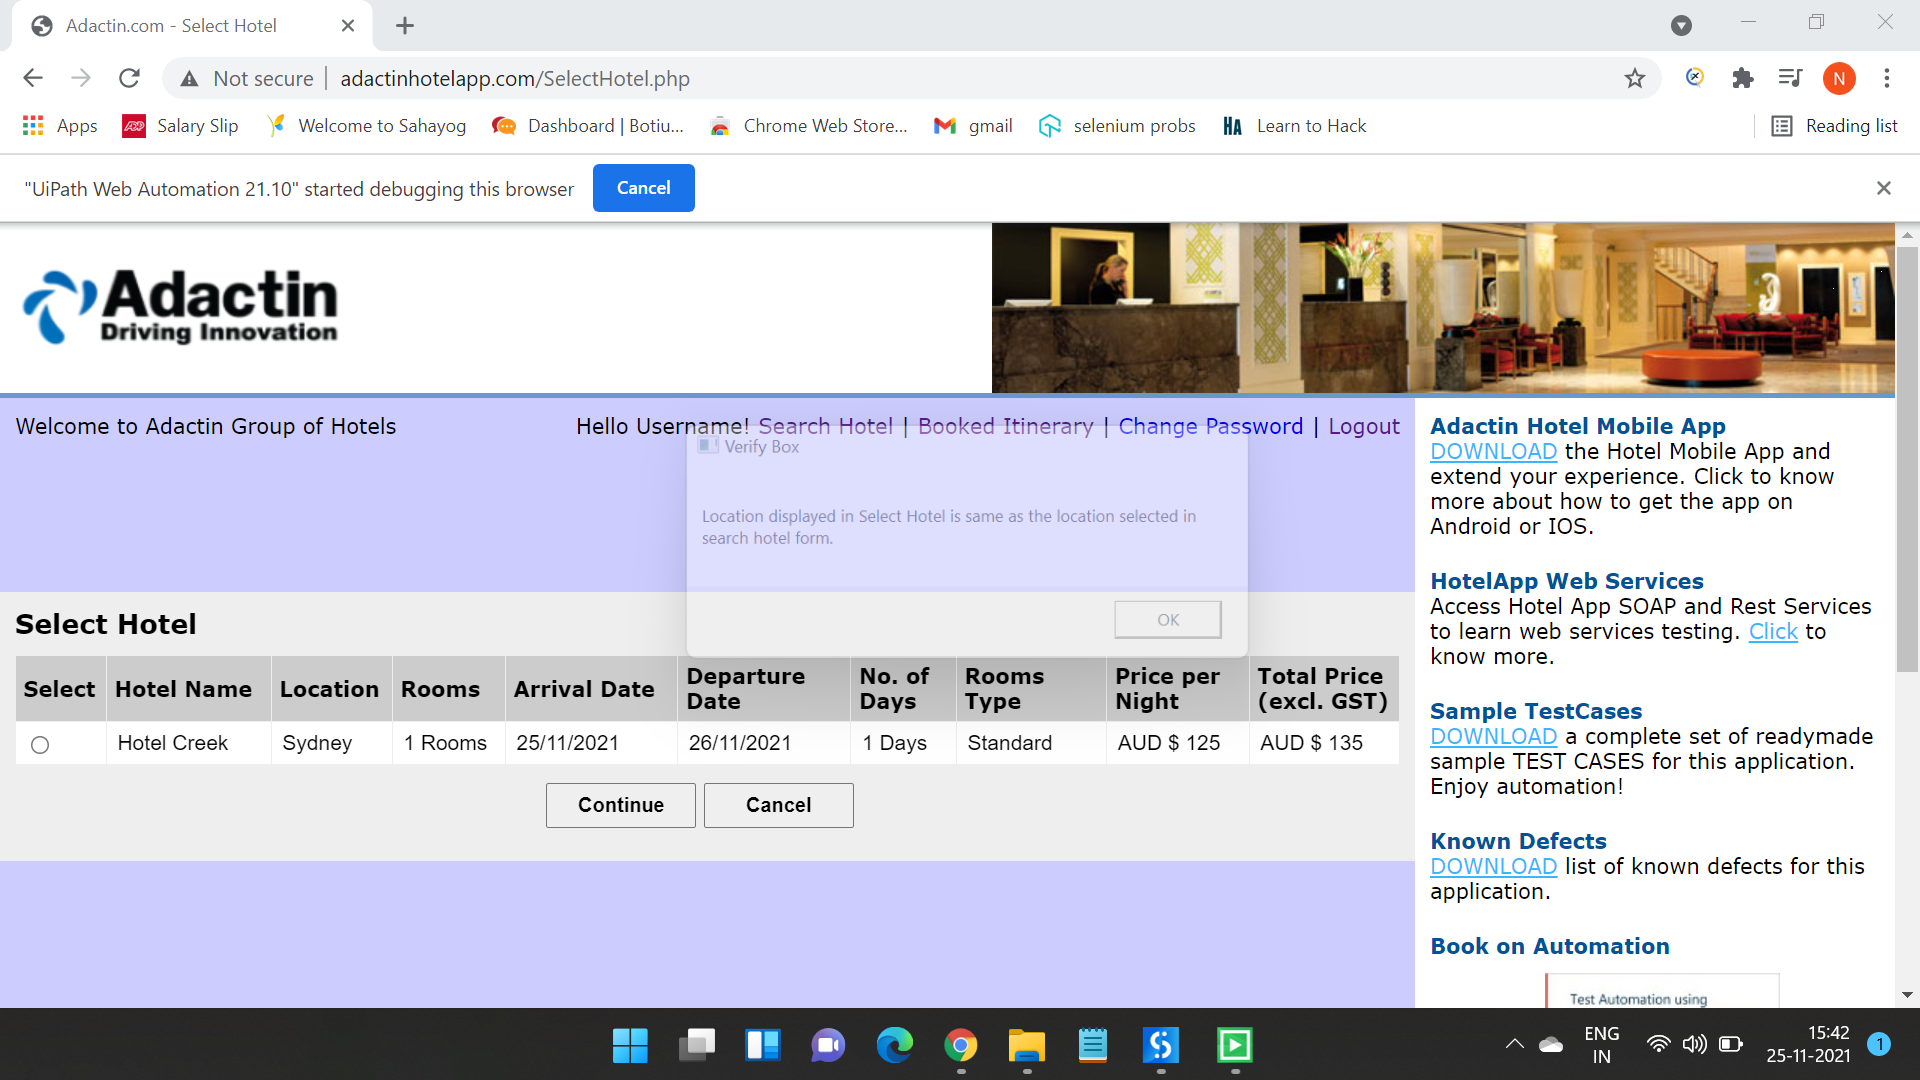 Adactin.com - Select Hotel
Not secure | adactinhotelapp.com/SelectHotel.php
N
Apps
ADP
Salary Slip
Welcome to Sahayog
Dashboard | Botiu...
Chrome Web Store...
gmail
selenium probs
Learn to Hack
Reading list
"UiPath Web Automation 21.10" started debugging this browser
Cancel
Adactin
Driving Innovation
Welcome to Adactin Group of Hotels
Hello Username! Search Hotel | Booked Itinerary | Change Password | Logout
Verify Box
Location displayed in Select Hotel is same as the location selected in
search hotel form.
OK
Select Hotel
Select Hotel Name Location Rooms Arrival Date Departure Date No. of Days Rooms Type Price per Night Total Price (excl. GST)
Hotel Creek Sydney 1 Rooms 25/11/2021 26/11/2021 1 Days Standard AUD $ 125 AUD $ 135
Continue
Cancel
Adactin Hotel Mobile App
DOWNLOAD the Hotel Mobile App and
extend your experience. Click to know
more about how to get the app on
Android or IOS.
HotelApp Web Services
Access Hotel App SOAP and Rest Services
to learn web services testing. Click to
know more.
Sample TestCases
DOWNLOAD a complete set of readymade
sample TEST CASES for this application.
Enjoy automation!
Known Defects
DOWNLOAD list of known defects for this
application.
Book on Automation
Test Automation using
ENG
IN
15:42
25-11-2021
1